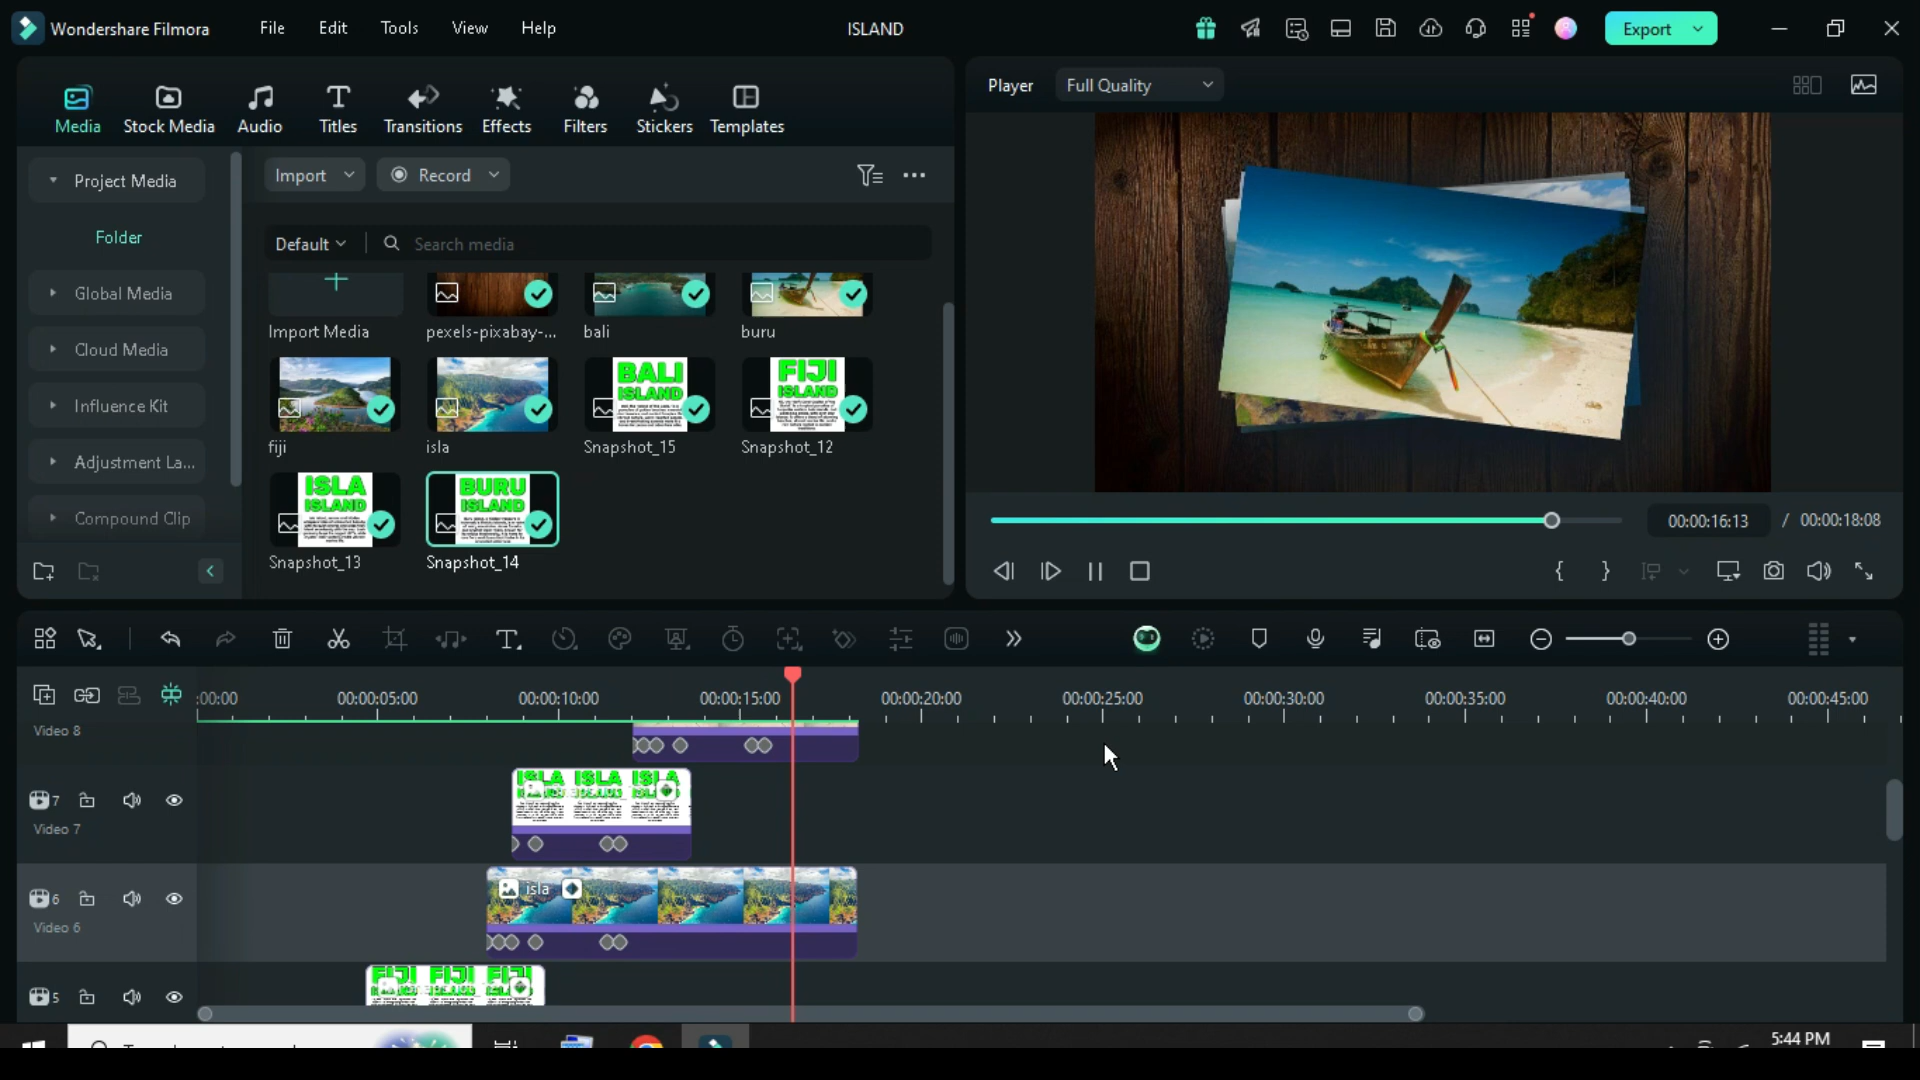 Wondershare Filmora
File
Edit
Tools
View
Help
ISLAND
Export
Media
Stock Media
Audio
Titles
Transitions
Effects
Filters
Stickers
Templates
Player
Full Quality
Project Media
Folder
Global Media
Cloud Media
Influence Kit
Adjustment La...
Compound Clip
Import
Record
Default
Search media
Import Media
pexels-pixabay-...
bali
buru
fiji
isla
BALI
ISLAND
Snapshot_15
FIJI
ISLAND
Snapshot_12
ISLA
ISLAND
Snapshot_13
BURU
ISLAND
Snapshot_14
00:00:16:13
/ 00:00:18:08
:00:00
00:00:05:00
00:00:10:00
00:00:15:00
00:00:20:00
00:00:25:00
00:00:30:00
00:00:35:00
00:00:40:00
00:00:45:00
Video 8
7
Video 7
ISLA ISLA ISLA
6
Video 6
isla
5
FIJI FIJI FIJI
5:44 PM